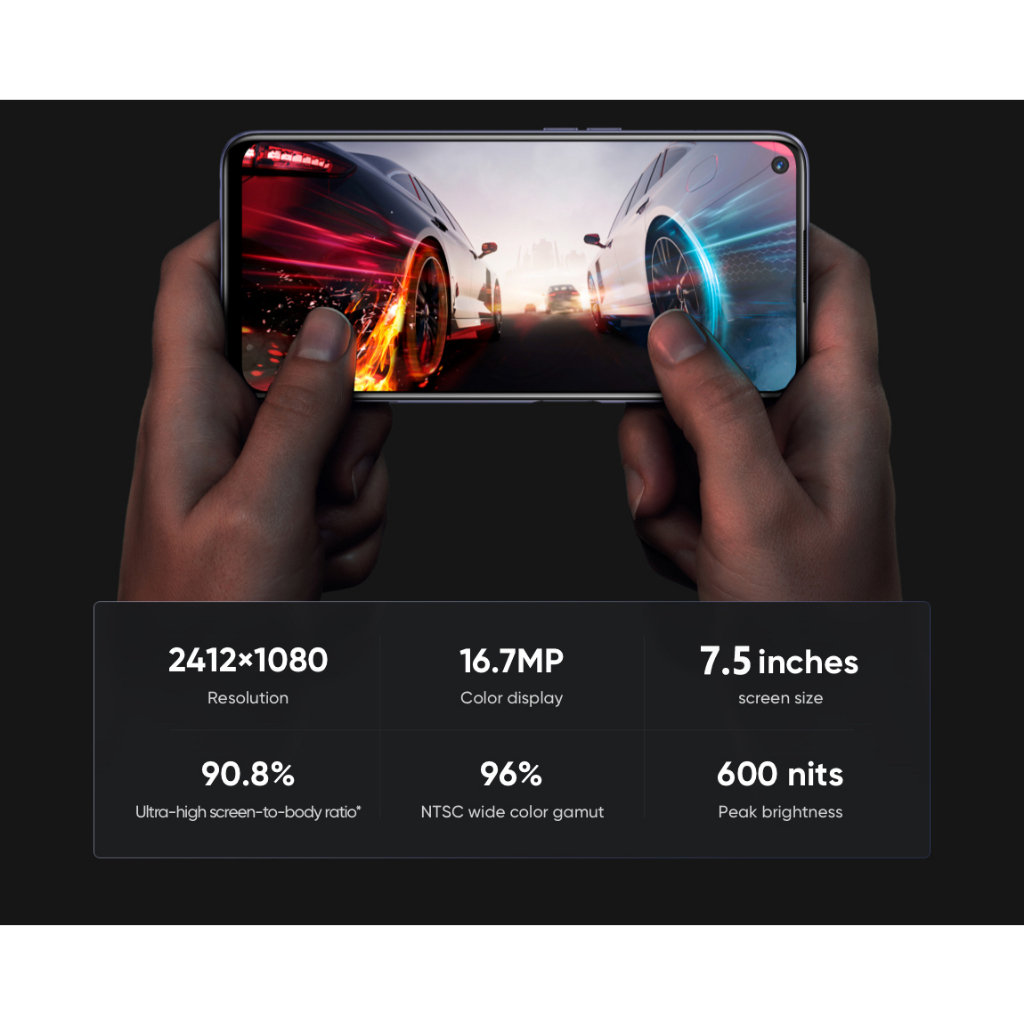 2412×1080
Resolution
16.7MP
Color display
7.5 inches
screen size
90.8%
Ultra-high screen-to-body ratio*
96%
NTSC wide color gamut
600 nits
Peak brightness